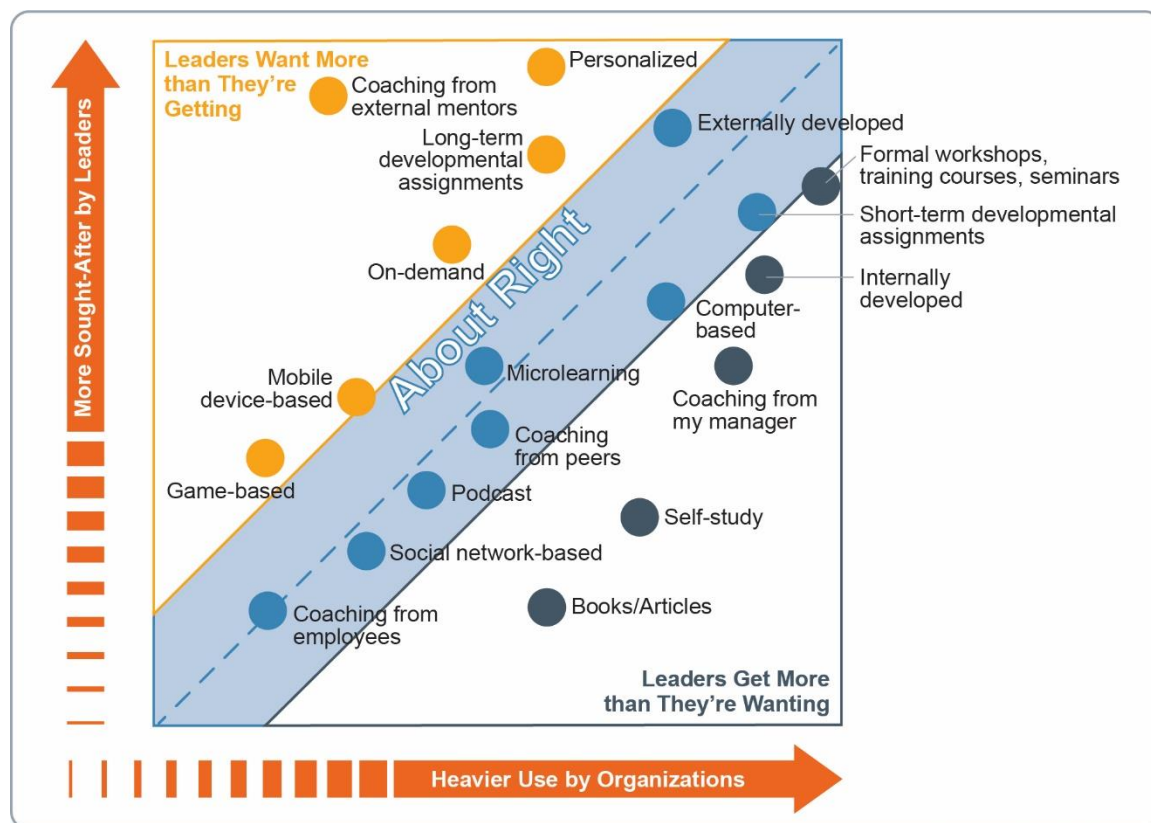 Leaders Want More
than They're
Getting
Personalized
Coaching from
external mentors
Externally developed
Long-term
developmental
assignments
Formal workshops,
training courses, seminars
Short-term developmental
assignments
On-demand
Internally
developed
About Right
Computer-
based
Mobile
device-based
Microlearning
Coaching from
my manager
Coaching
from peers
Game-based
Podcast
Self-study
Social network-based
Coaching from
employees
Books/Articles
Leaders Get More
than They're Wanting
More Sought-After by Leaders
Heavier Use by Organizations